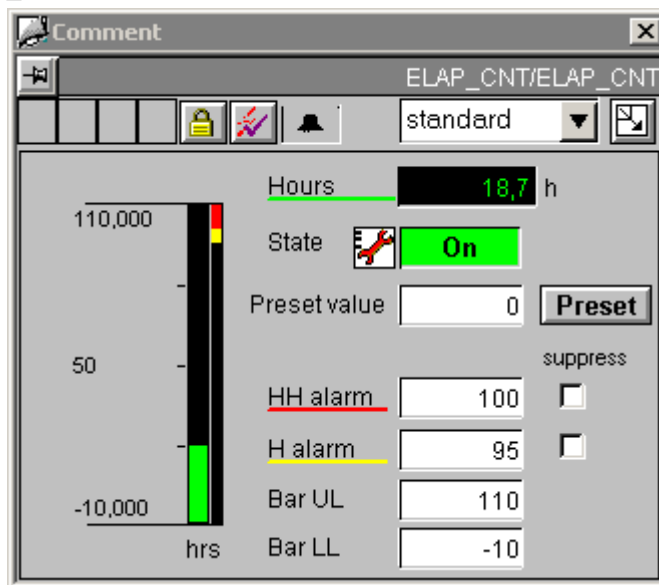 Comment
ELAP_CNT/ELAP_CNT
standard
Hours 18,7 h
110,000
State On
Preset value 0 Preset
50
suppress
HH alarm 100
H alarm 95
-10,000
Bar UL 110
hrs
Bar LL -10